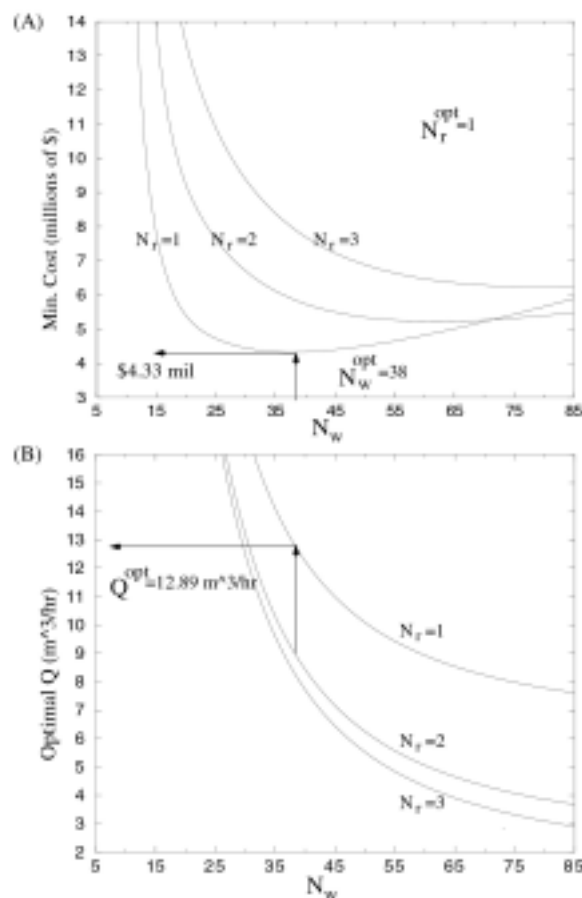 (A)
14
13
12
11
10
9
8
7
6
5
4
3
Min. Cost (millions of $)
N_r^opt=1
N_r=1
N_r=2
N_r=3
$4.33 mil
N_w^opt=38
5 15 25 35 45 55 65 75 85
N_w
(B)
16
15
14
13
12
11
10
9
8
7
6
5
4
3
2
Optimal Q (m^3/hr)
Q^opt=12.89 m^3/hr
N_r=1
N_r=2
N_r=3
5 15 25 35 45 55 65 75 85
N_w